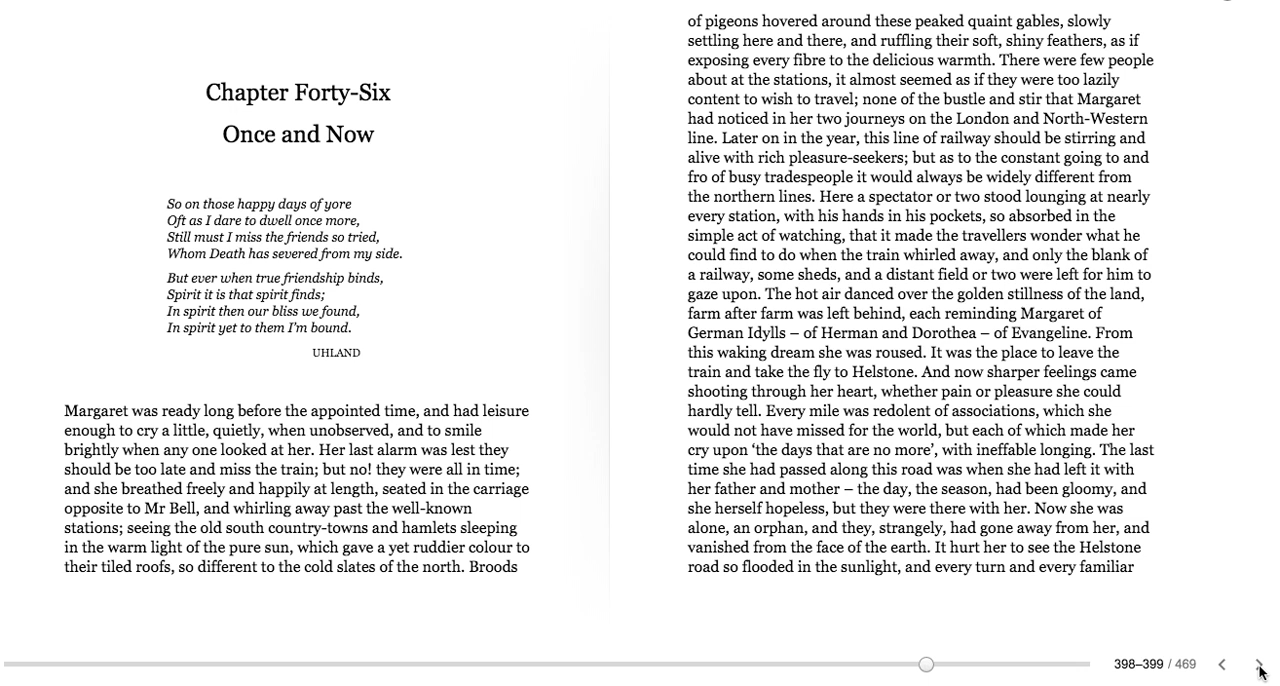 Chapter Forty-Six
Once and Now
So on those happy days of yore
Oft as I dare to dwell once more,
Still must I miss the friends so tried,
Whom Death has severed from my side.
But ever when true friendship binds,
Spirit it is that spirit finds;
In spirit then our bliss we found,
In spirit yet to them I'm bound.
UHLAND
Margaret was ready long before the appointed time, and had leisure
enough to cry a little, quietly, when unobserved, and to smile
brightly when any one looked at her. Her last alarm was lest they
should be too late and miss the train; but no! they were all in time;
and she breathed freely and happily at length, seated in the carriage
opposite to Mr Bell, and whirling away past the well-known
stations; seeing the old south country-towns and hamlets sleeping
in the warm light of the pure sun, which gave a yet ruddier colour to
their tiled roofs, so different to the cold slates of the north. Broods
of pigeons hovered around these peaked quaint gables, slowly
settling here and there, and ruffling their soft, shiny feathers, as if
exposing every fibre to the delicious warmth. There were few people
about at the stations, it almost seemed as if they were too lazily
content to wish to travel; none of the bustle and stir that Margaret
had noticed in her two journeys on the London and North-Western
line. Later on in the year, this line of railway should be stirring and
alive with rich pleasure-seekers; but as to the constant going to and
fro of busy tradespeople it would always be widely different from
the northern lines. Here a spectator or two stood lounging at nearly
every station, with his hands in his pockets, so absorbed in the
simple act of watching, that it made the travellers wonder what he
could find to do when the train whirled away, and only the blank of
a railway, some sheds, and a distant field or two were left for him to
gaze upon. The hot air danced over the golden stillness of the land,
farm after farm was left behind, each reminding Margaret of
German Idylls – of Herman and Dorothea – of Evangeline. From
this waking dream she was roused. It was the place to leave the
train and take the fly to Helstone. And now sharper feelings came
shooting through her heart, whether pain or pleasure she could
hardly tell. Every mile was redolent of associations, which she
would not have missed for the world, but each of which made her
cry upon ‘the days that are no more’, with ineffable longing. The last
time she had passed along this road was when she had left it with
her father and mother – the day, the season, had been gloomy, and
she herself hopeless, but they were there with her. Now she was
alone, an orphan, and they, strangely, had gone away from her, and
vanished from the face of the earth. It hurt her to see the Helstone
road so flooded in the sunlight, and every turn and every familiar
398–399 / 469